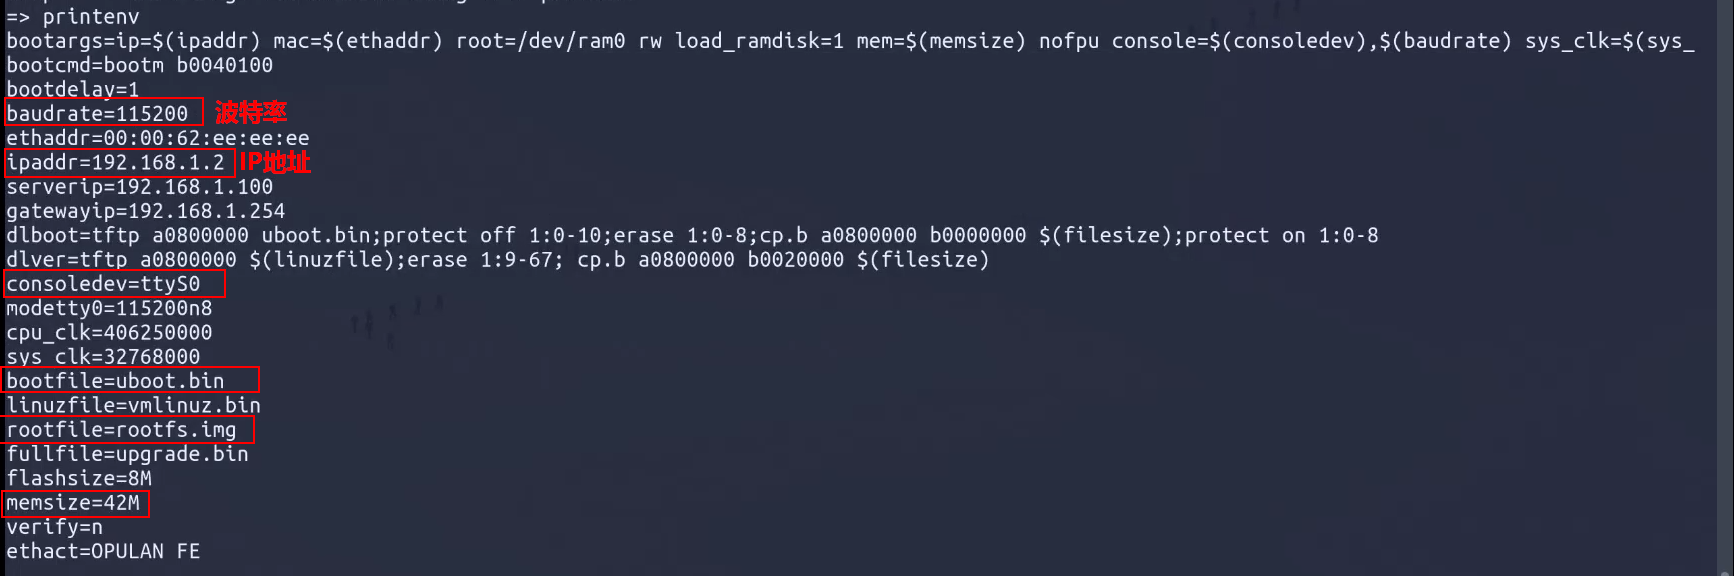 => printenv
bootargs=ip=$(ipaddr) mac=$(ethaddr) root=/dev/ram0 rw load_ramdisk=1 mem=$(memsize) nofpu console=$(consoledev),$(baudrate) sys_clk=$(sys_
bootcmd=bootm b0040100
bootdelay=1
baudrate=115200 波特率
ethaddr=00:00:62:ee:ee:ee
ipaddr=192.168.1.2 IP地址
serverip=192.168.1.100
gatewayip=192.168.1.254
dlboot=tftp a0800000 uboot.bin;protect off 1:0-10;erase 1:0-8;cp.b a0800000 b0000000 $(filesize);protect on 1:0-8
dlver=tftp a0800000 $(linuzfile);erase 1:9-67; cp.b a0800000 b0020000 $(filesize)
consoledev=ttyS0
modetty0=115200n8
cpu_clk=406250000
sys_clk=32768000
bootfile=uboot.bin
linuzfile=vmlinuz.bin
rootfile=rootfs.img
fullfile=upgrade.bin
flashsize=8M
memsize=42M
verify=n
ethact=OPULAN FE